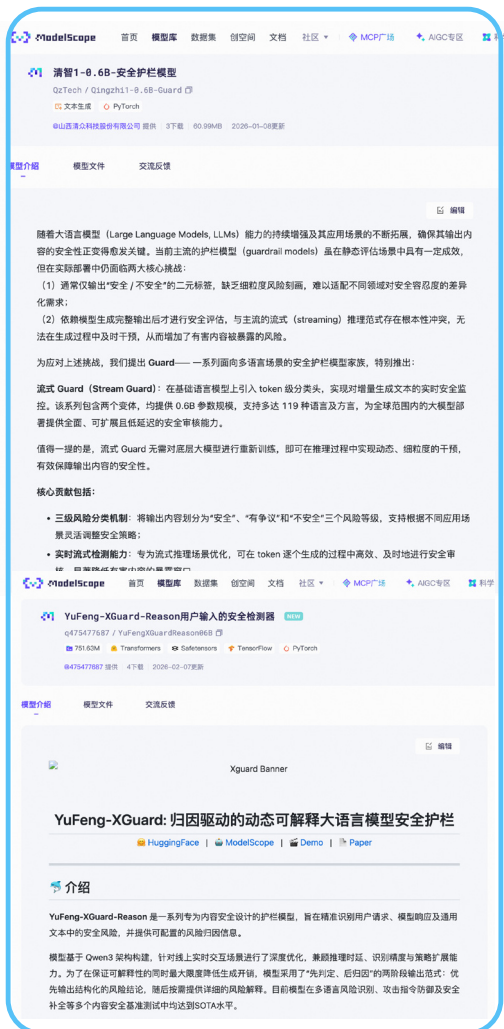 ModelScope 首页 模型库 数据集 创空间 文档 社区 MCP广场 AIGC专区
清智1-0.6B-安全护栏模型
QzTech / Qingzhi1-0.6B-Guard
文本生成 PyTorch
@山西清众科技股份有限公司 提供 3下载 60.99MB 2026-01-08更新
模型介绍 模型文件 交流反馈
编辑
随着大语言模型（Large Language Models, LLMs）能力的持续增强及其应用场景的不断拓展，确保其输出内
容的安全性正变得愈发关键。当前主流的护栏模型（guardrail models）虽在静态评估场景中具有一定成效，
但在实际部署中仍面临两大核心挑战：
（1）通常仅输出“安全 / 不安全”的二元标签，缺乏细粒度风险刻画，难以适配不同领域对安全容忍度的差异
化需求；
（2）依赖模型生成完整输出后才进行安全评估，与主流的流式（streaming）推理范式存在根本性冲突，无
法在生成过程中及时干预，从而增加了有害内容被暴露的风险。
为应对上述挑战，我们提出 Guard—— 一系列面向多语言场景的安全护栏模型家族，特别推出：
流式 Guard（Stream Guard）：在基础语言模型上引入 token 级分类头，实现对增量生成文本的实时安全监
控。该系列包含两个变体，均提供 0.6B 参数规模，支持多达 119 种语言及方言，为全球范围内的大模型部
署提供全面、可扩展且低延迟的安全审核能力。
值得一提的是，流式 Guard 无需对底层大模型进行重新训练，即可在推理过程中实现动态、细粒度的干预，
有效保障输出内容的安全性。
核心贡献包括：
• 三级风险分类机制：将输出内容划分为“安全”、“有争议”和“不安全”三个风险等级，支持根据不同应用场
景灵活调整安全策略；
• 实时流式检测能力：专为流式推理场景优化，可在 token 逐个生成的过程中高效、及时地进行安全审
ModelScope 首页 模型库 数据集 创空间 文档 社区 MCP广场 AIGC专区 科学
YuFeng-XGuard-Reason用户输入的安全检测器 NEW
q475477687 / YuFengXGuardReason06B
751.63M Transformers Safetensors TensorFlow PyTorch
@475477687 提供 4下载 2026-02-07更新
模型介绍 模型文件 交流反馈
编辑
Xguard Banner
YuFeng-XGuard: 归因驱动的动态可解释大语言模型安全护栏
HuggingFace | ModelScope | Demo | Paper
介绍
YuFeng-XGuard-Reason 是一系列专为内容安全设计的护栏模型，旨在精准识别用户请求、模型响应及通用
文本中的安全风险，并提供可配置的风险归因信息。
模型基于 Qwen3 架构构建，针对线上实时交互场景进行了深度优化，兼顾推理时延、识别精度与策略扩展能
力。为了在保证可解释性的同时最大限度降低生成开销，模型采用了“先判定、后归因”的两阶段输出范式：优
先输出结构化的风险结论，随后按需提供详细的风险解释。目前模型在多语言风险识别、攻击指令防御及安全
补全等多个内容安全基准测试中均达到SOTA水平。